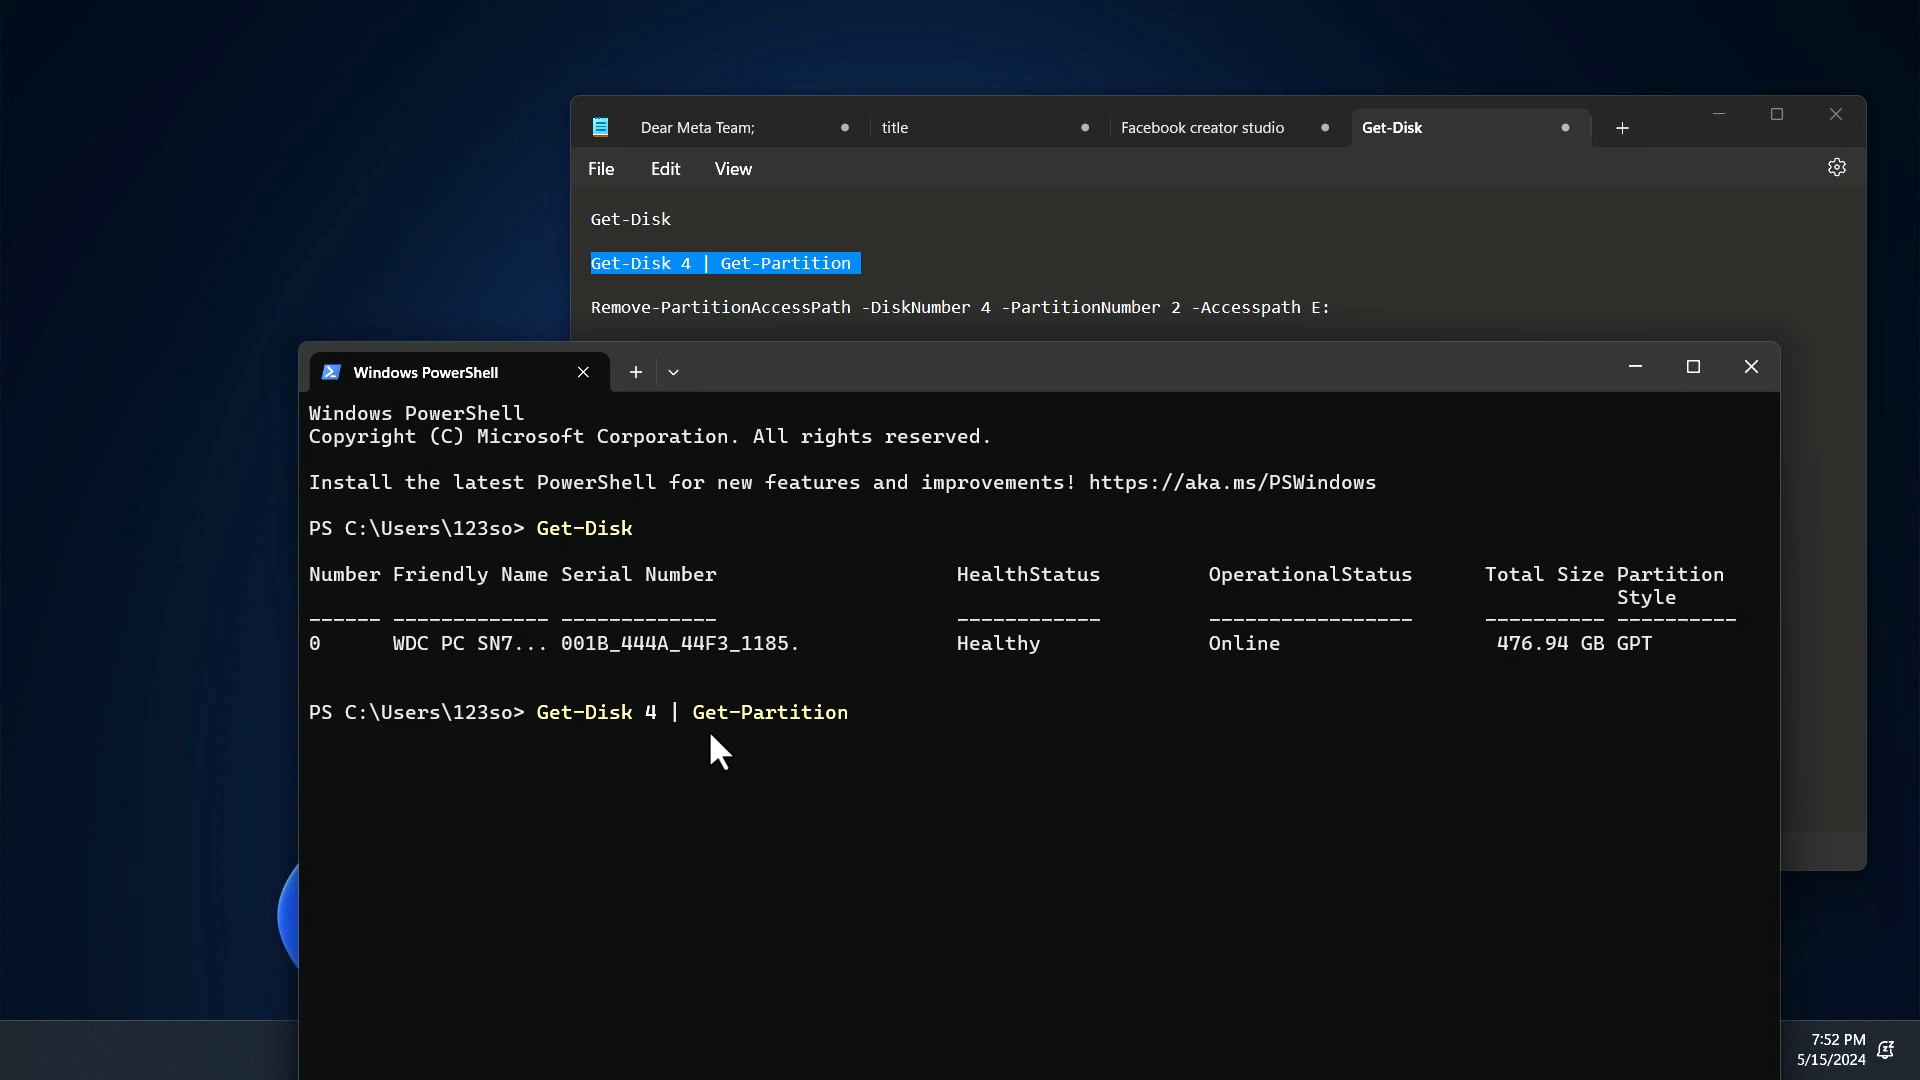 Dear Meta Team;
title
Facebook creator studio
Get-Disk
File Edit View
Get-Disk
Get-Disk 4 | Get-Partition
Remove-PartitionAccessPath -DiskNumber 4 -PartitionNumber 2 -Accesspath E:
Windows PowerShell
Windows PowerShell
Copyright (C) Microsoft Corporation. All rights reserved.
Install the latest PowerShell for new features and improvements! https://aka.ms/PSWindows
PS C:\Users\123so> Get-Disk
Number Friendly Name Serial Number HealthStatus OperationalStatus Total Size Partition
Style
------ ------------- ------------- ------------ ----------------- ---------- ----------
0 WDC PC SN7... 001B_444A_44F3_1185. Healthy Online 476.94 GB GPT
PS C:\Users\123so> Get-Disk 4 | Get-Partition
7:52 PM
5/15/2024